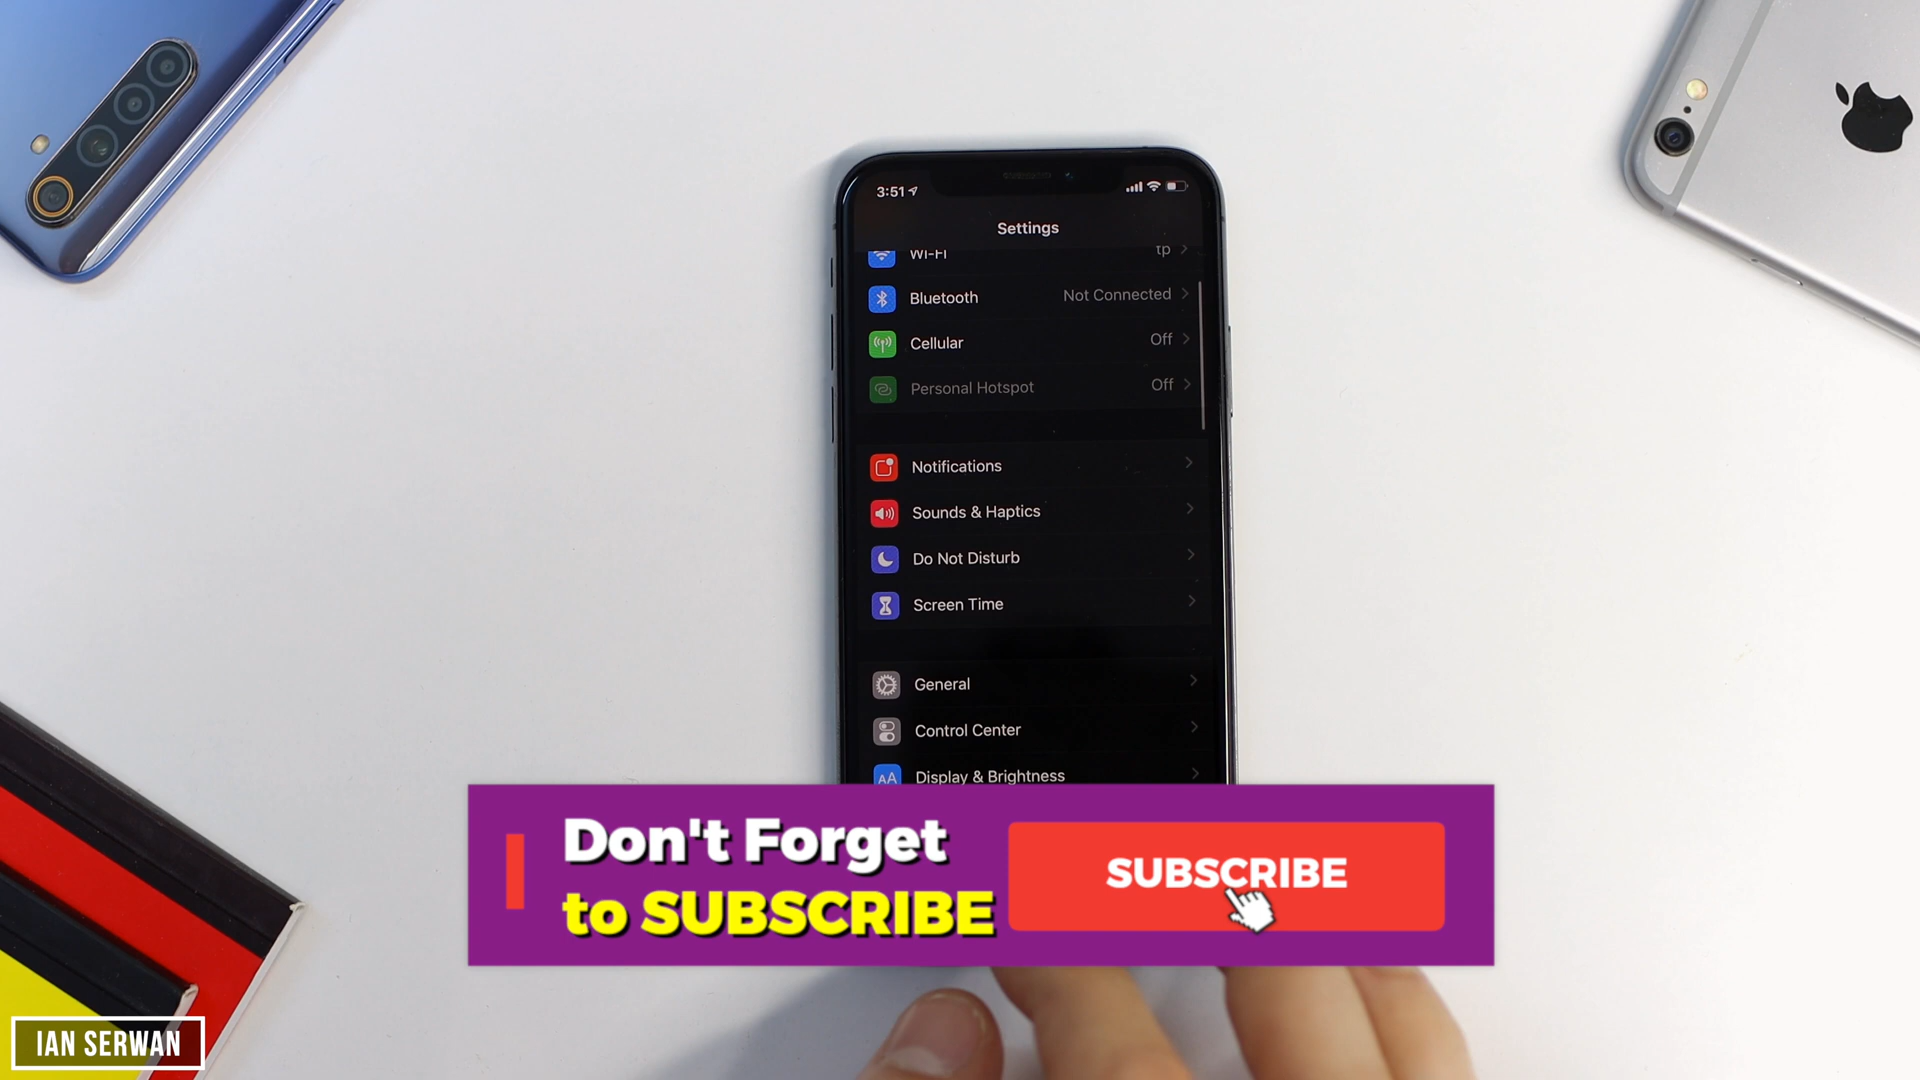 3:51
Settings
Wi-Fi
tp
Bluetooth
Not Connected
Cellular
Off
Personal Hotspot
Off
Notifications
Sounds & Haptics
Do Not Disturb
Screen Time
General
Control Center
AA
Display & Brightness
Don't Forget
to SUBSCRIBE
SUBSCRIBE
IAN SERWAN